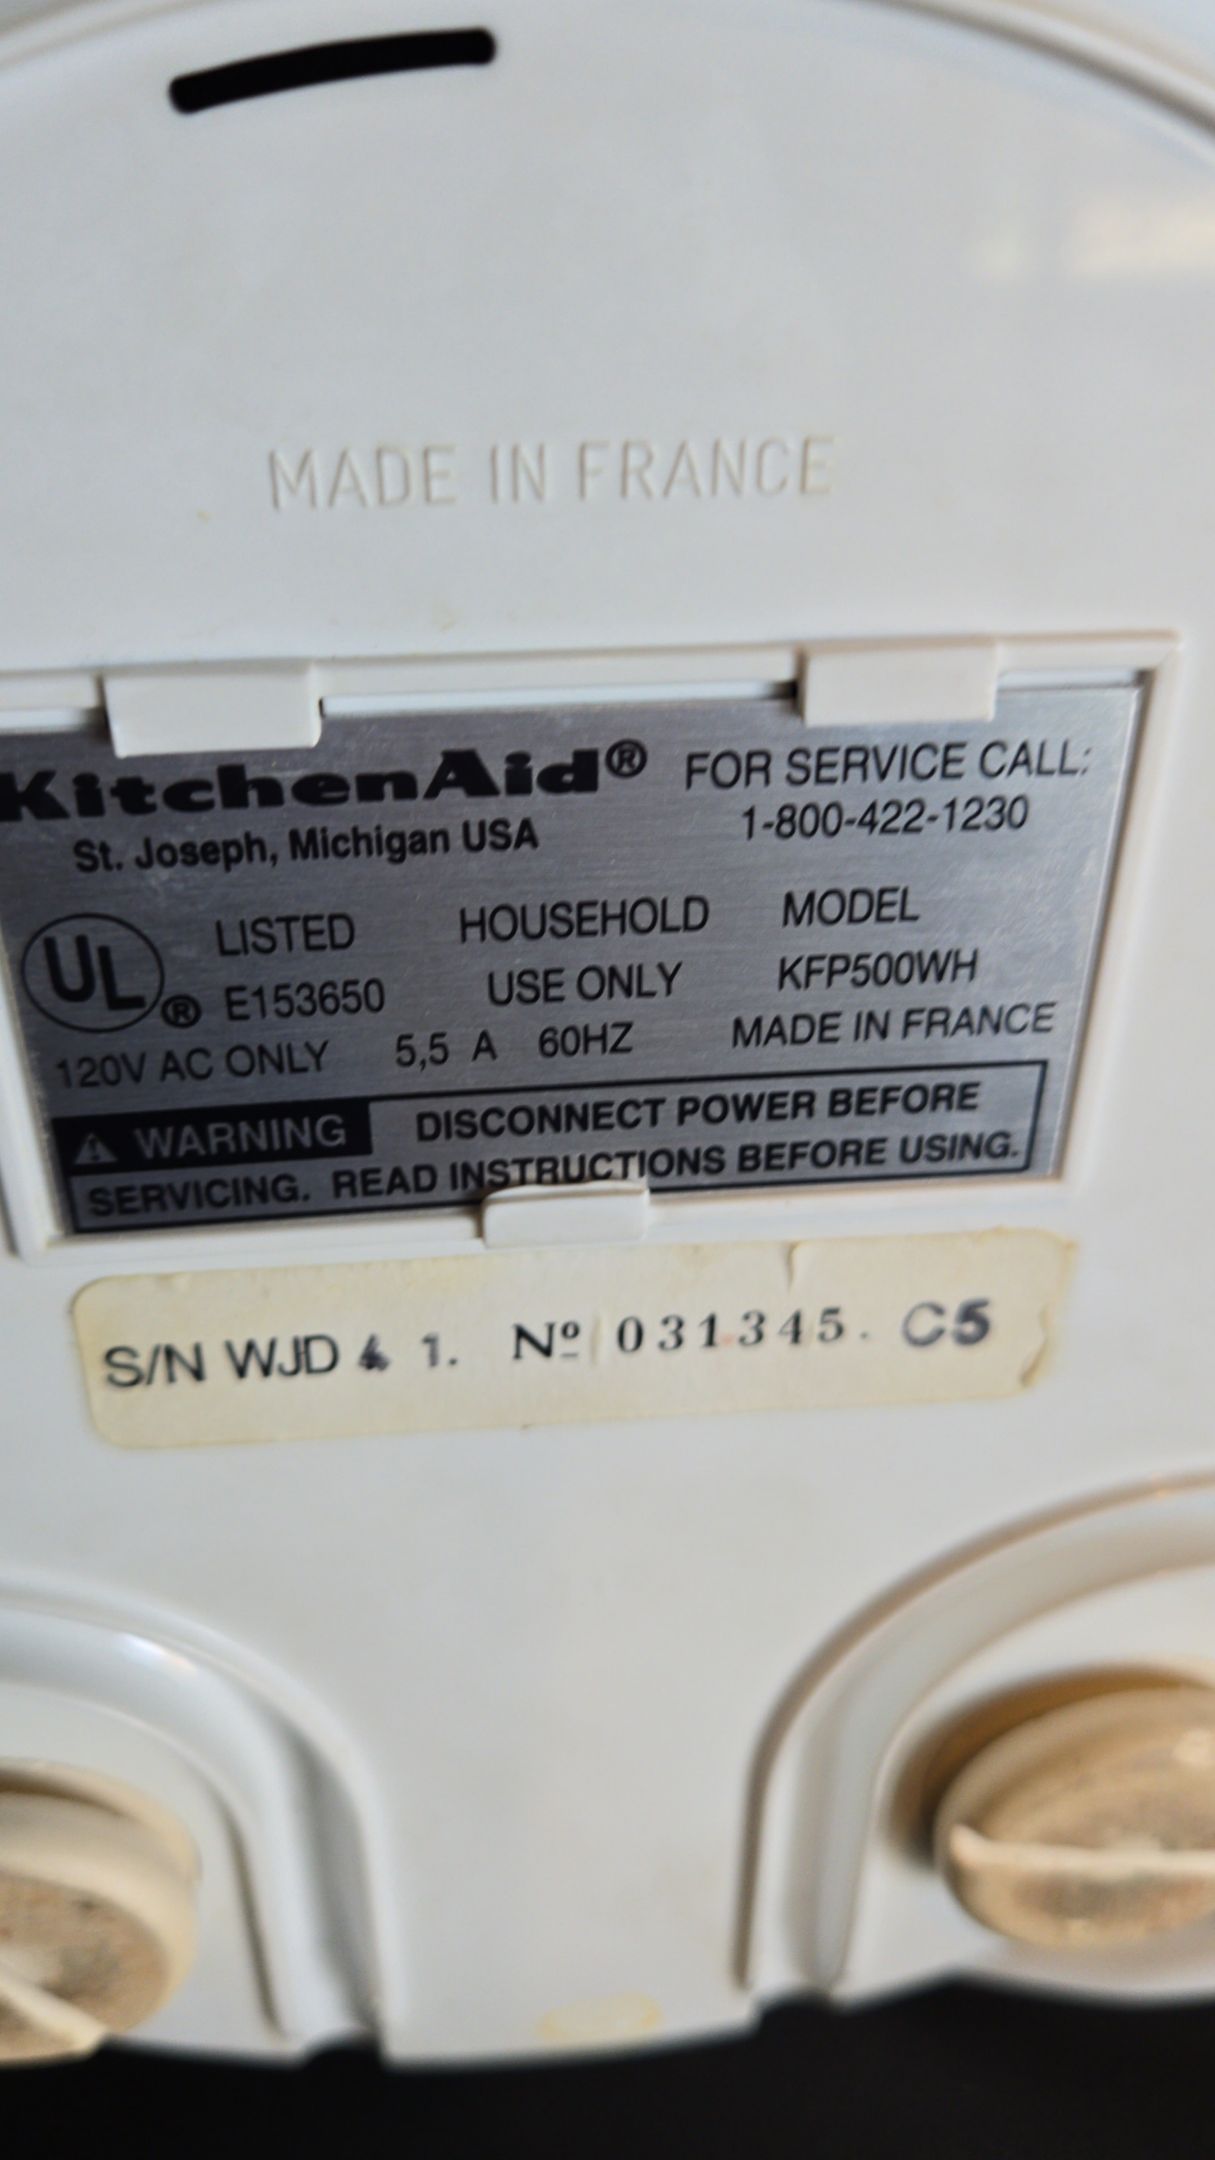 MADE IN FRANCE
KitchenAid® FOR SERVICE CALL:
St. Joseph, Michigan USA 1-800-422-1230
UL® LISTED HOUSEHOLD MODEL
E153650 USE ONLY KFP500WH
120V AC ONLY 5,5 A 60HZ MADE IN FRANCE
⚠ WARNING DISCONNECT POWER BEFORE
SERVICING. READ INSTRUCTIONS BEFORE USING.
S/N WJD 4 1. Nº 031345. C5